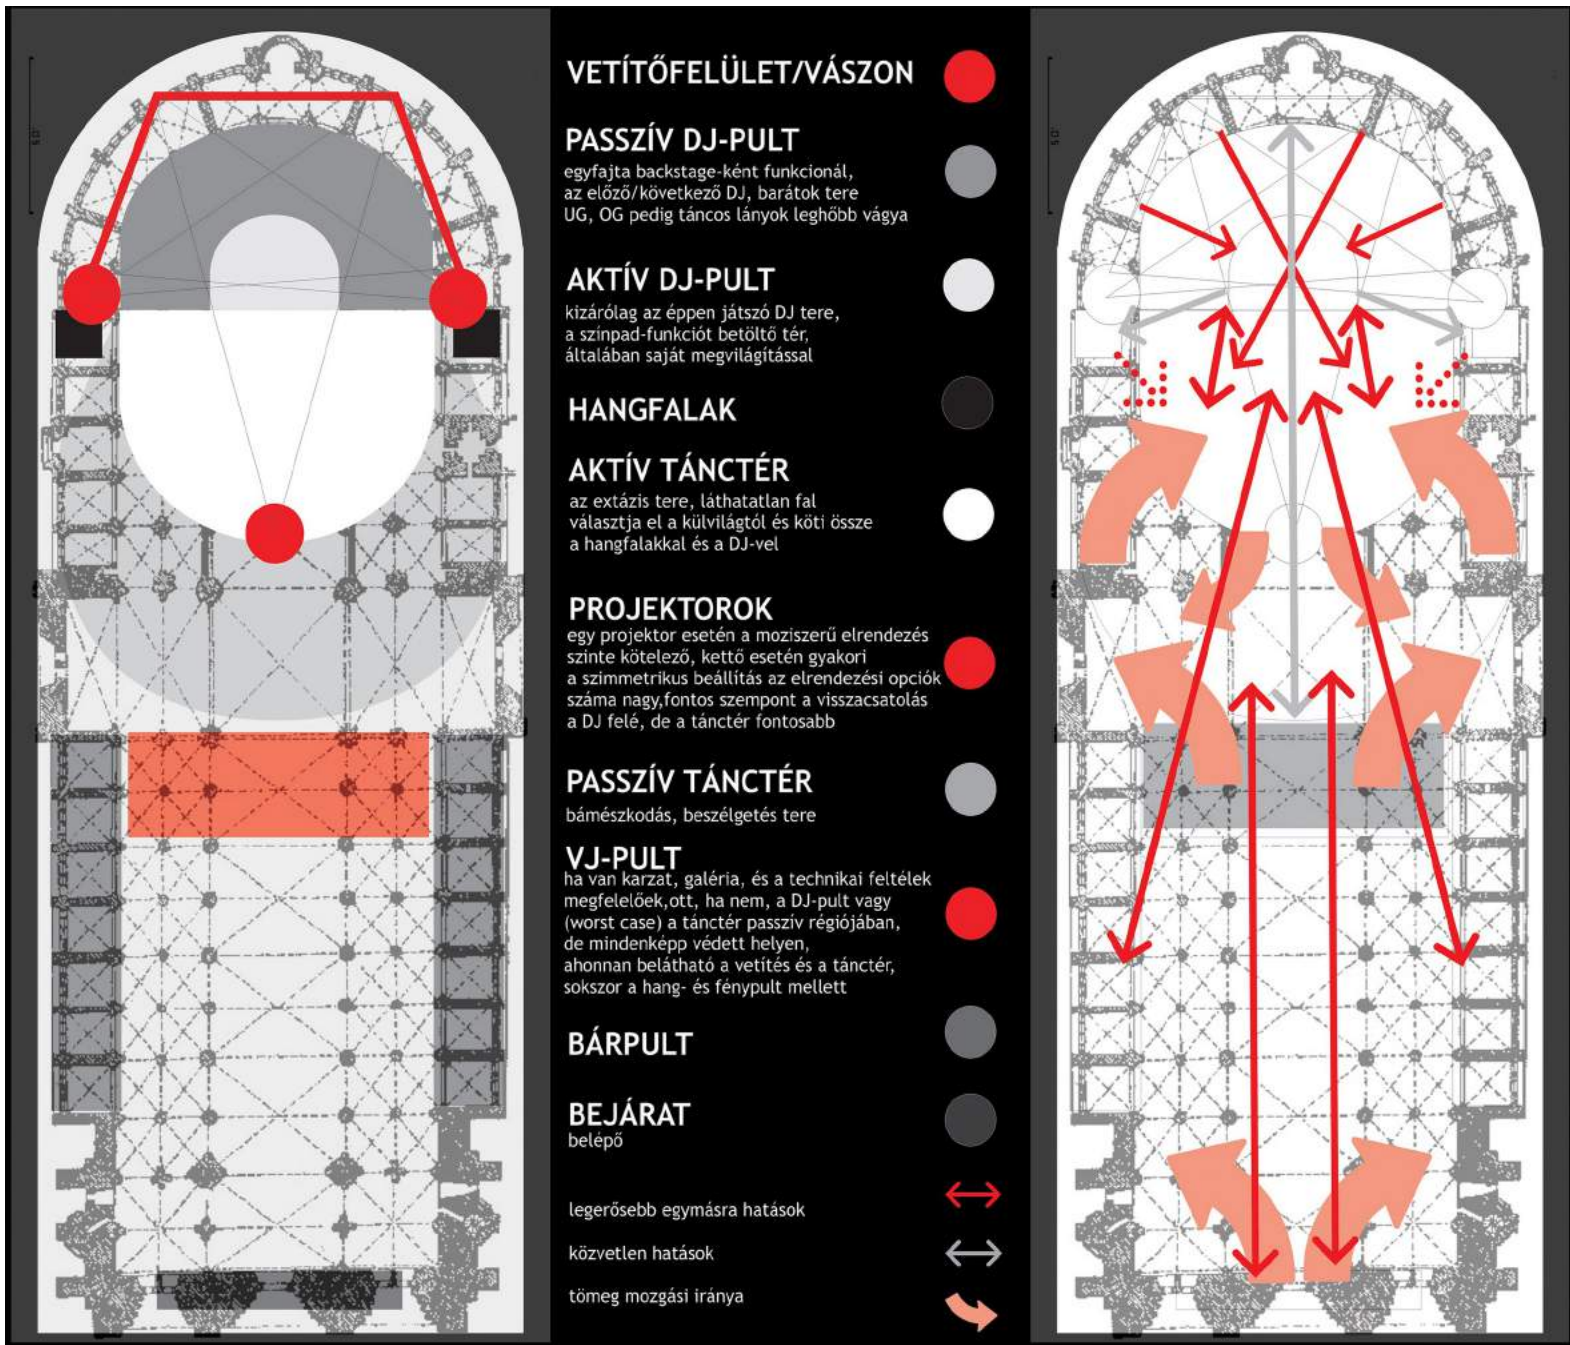 VETÍTŐFELÜLET/VÁSZON
PASSZÍV DJ-PULT
egyfajta backstage-ként funkcionál,
az előző/következő DJ, barátok tere
UG, OG pedig táncos lányok leghőbb vágya
AKTÍV DJ-PULT
kizárólag az éppen játszó DJ tere,
a színpad-funkciót betöltő tér,
általában saját megvilágítással
HANGFALAK
AKTÍV TÁNCTÉR
az extázis tere, láthatatlan fal
választja el a külvilágtól és köti össze
a hangfalakkal és a DJ-vel
PROJEKTOROK
egy projektor esetén a moziszerű elrendezés
szinte kötelező, kettő esetén gyakori
a szimmetrikus beállítás az elrendezési opciók
száma nagy,fontos szempont a visszacsatolás
a DJ felé, de a tánctér fontosabb
PASSZÍV TÁNCTÉR
bámészkodás, beszélgetés tere
VJ-PULT
ha van karzat, galéria, és a technikai feltélek
megfelelőek,ott, ha nem, a DJ-pult vagy
(worst case) a tánctér passzív régiójában,
de mindenképp védett helyen,
ahonnan belátható a vetítés és a tánctér,
sokszor a hang- és fénypult mellett
BÁRPULT
BEJÁRAT
belépő
legerősebb egymásra hatások
közvetlen hatások
tömeg mozgási iránya